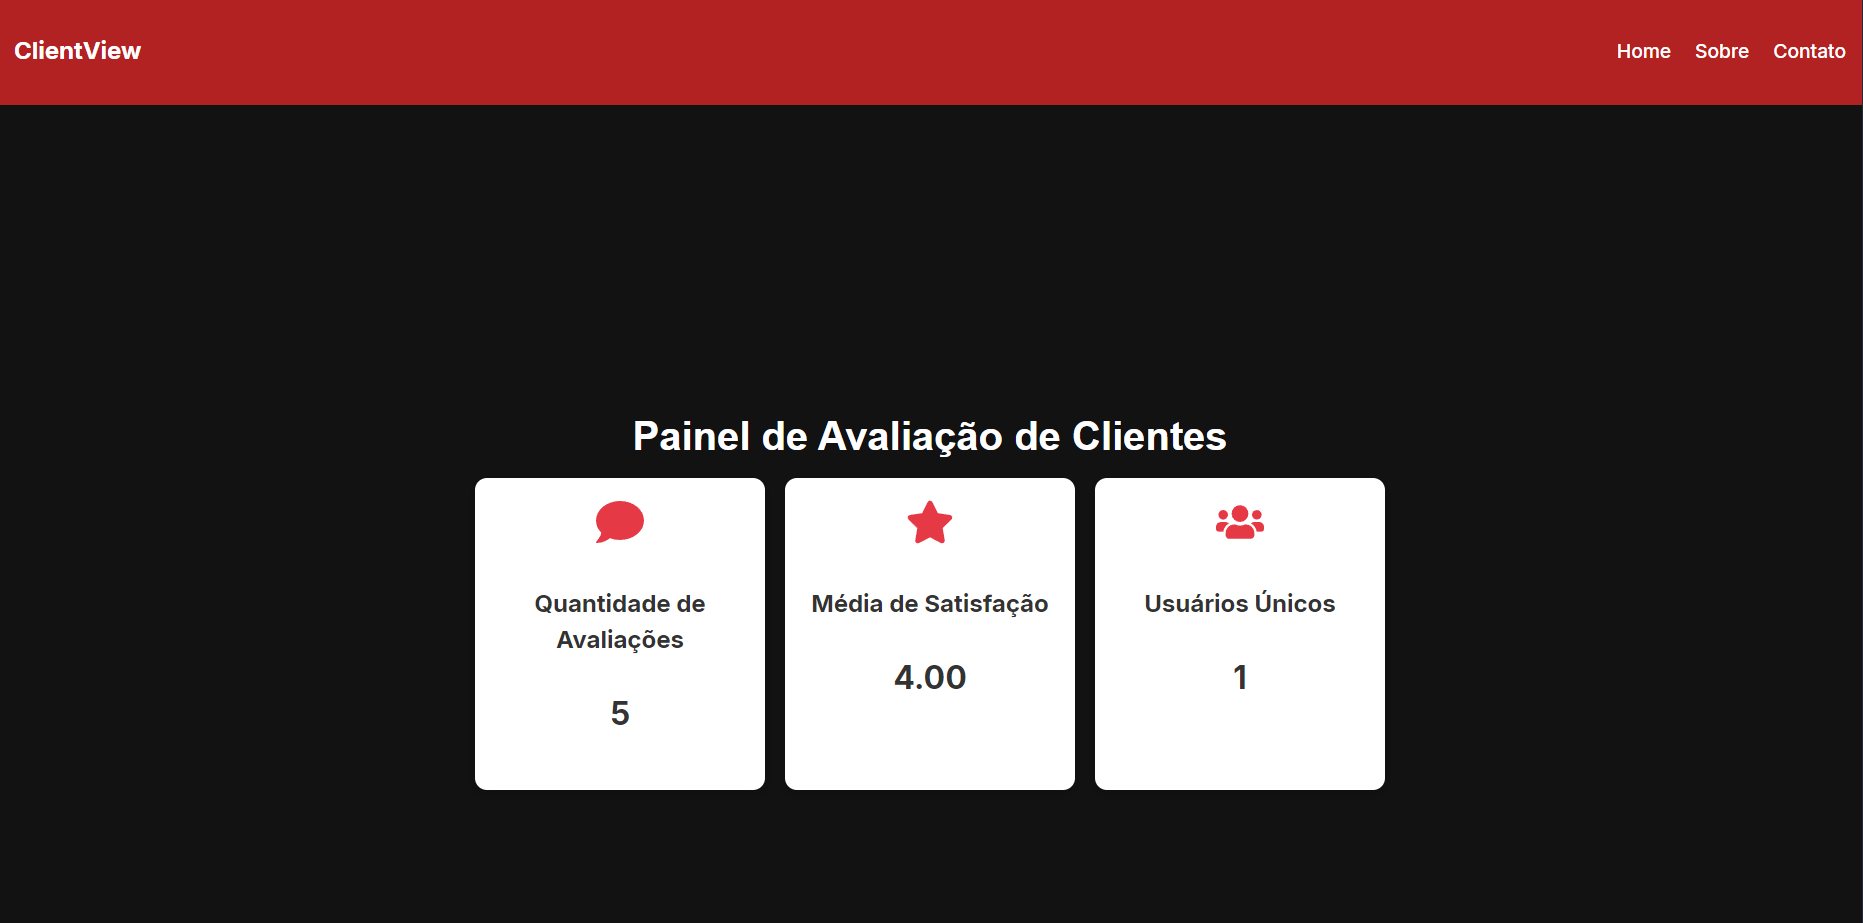 ClientView
Home Sobre Contato
Painel de Avaliação de Clientes
Quantidade de
Avaliações
5
Média de Satisfação
4.00
Usuários Únicos
1